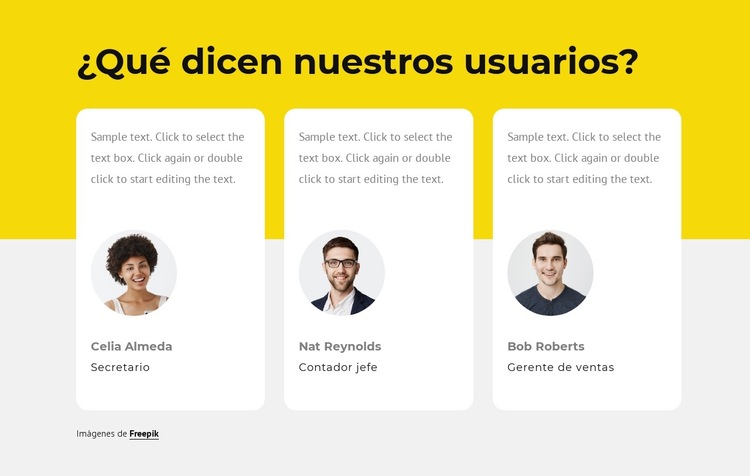 ¿Qué dicen nuestros usuarios?
Sample text. Click to select the
text box. Click again or double
click to start editing the text.
Celia Almeda
Secretario
Sample text. Click to select the
text box. Click again or double
click to start editing the text.
Nat Reynolds
Contador jefe
Sample text. Click to select the
text box. Click again or double
click to start editing the text.
Bob Roberts
Gerente de ventas
Imágenes de Freepik